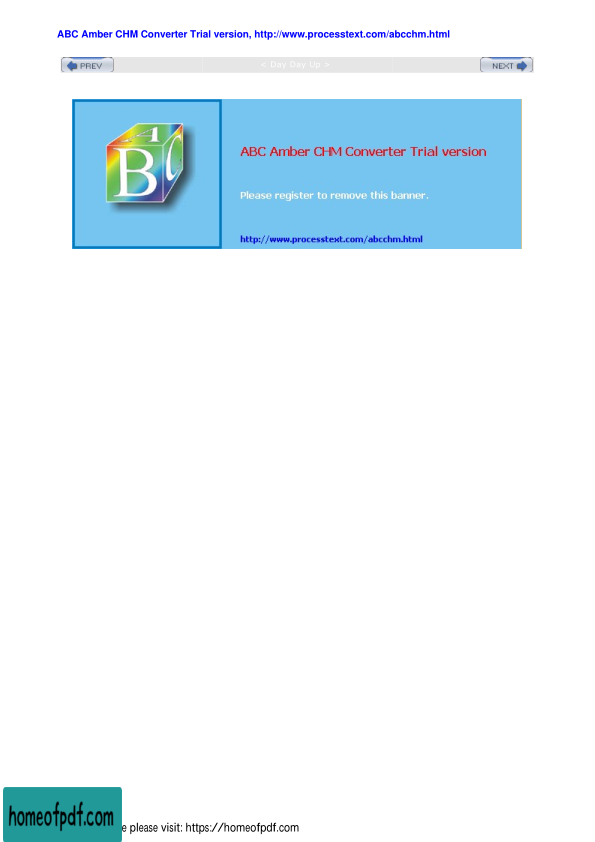 ABC Amber CHM Converter Trial version, http://www.processtext.com/abcchm.html
PREV < Day Day Up > NEXT
A B C
ABC Amber CHM Converter Trial version
Please register to remove this banner.
http://www.processtext.com/abcchm.html
homeofpdf.com
e please visit: https://homeofpdf.com